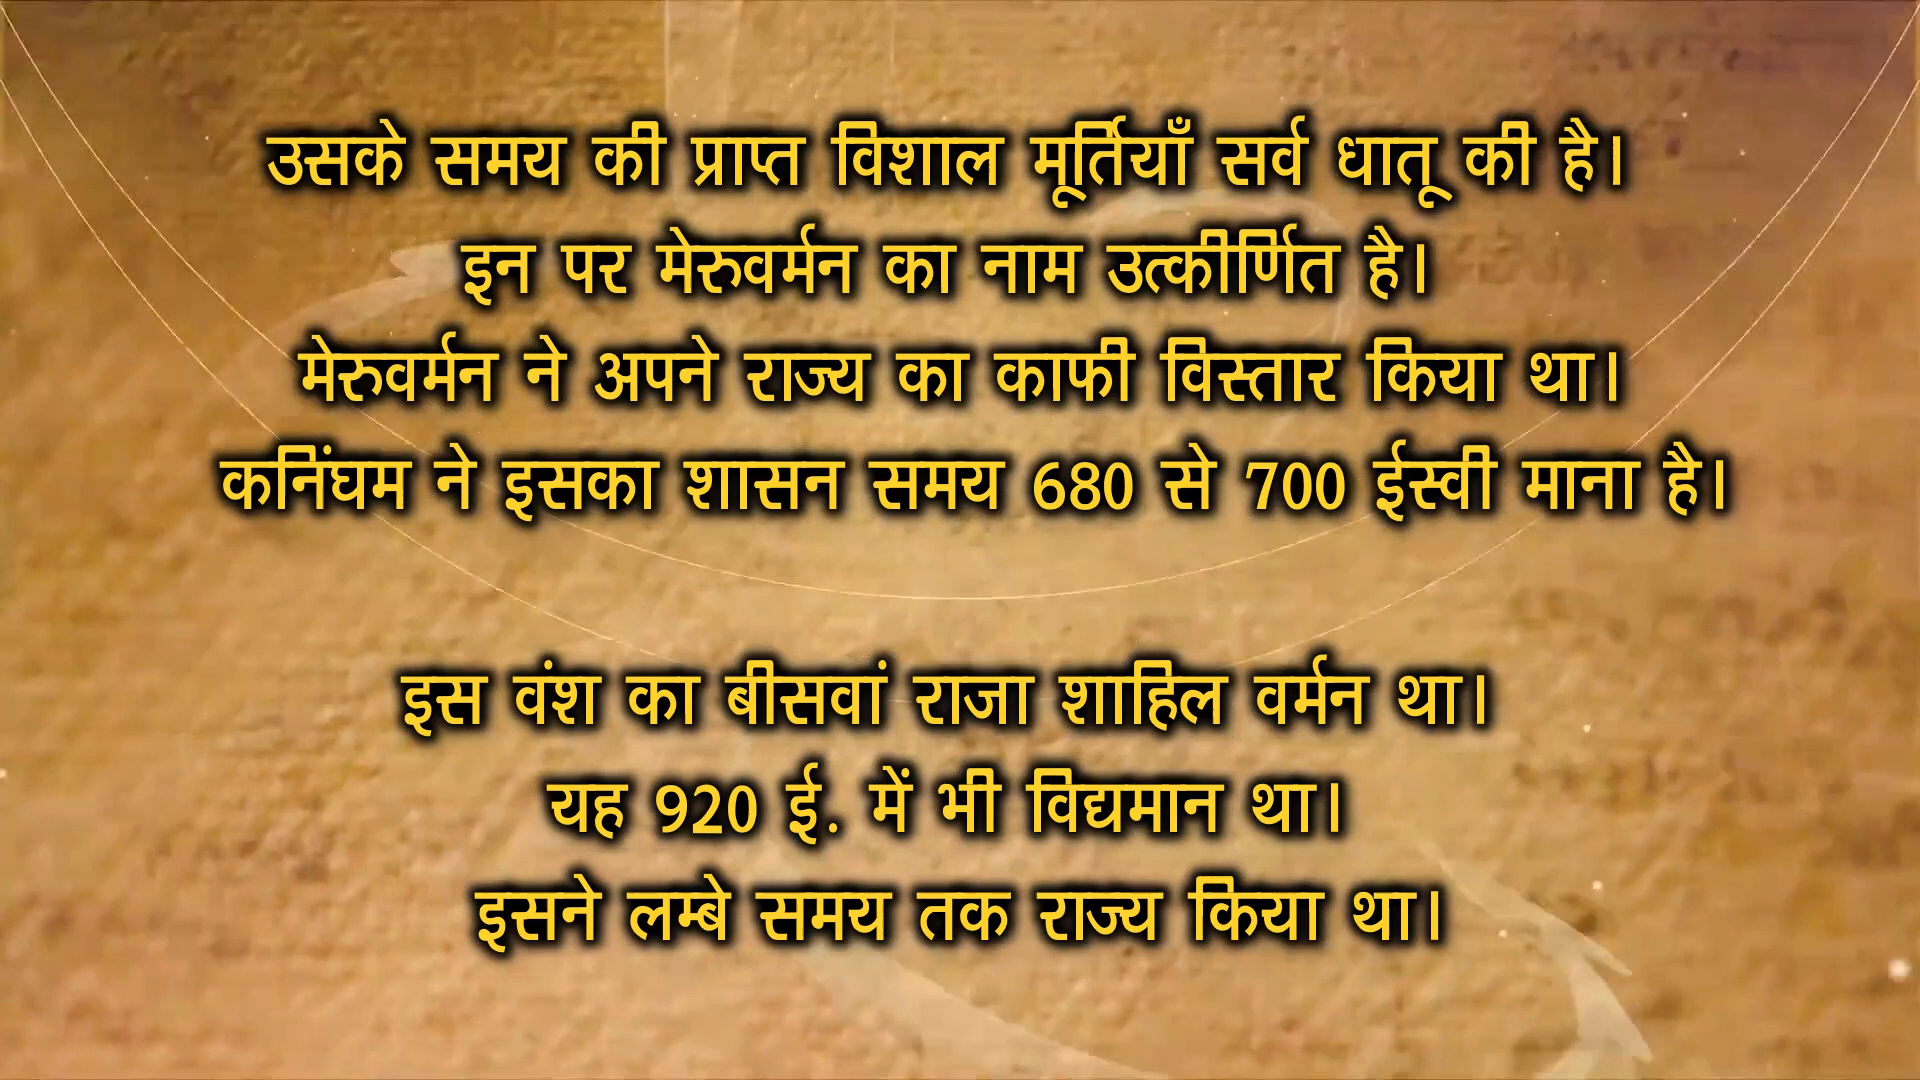 उसके समय की प्राप्त विशाल मूर्तियाँ सर्व धातू की है।
इन पर मेरुवर्मन का नाम उत्कीर्णित है।
मेरुवर्मन ने अपने राज्य का काफी विस्तार किया था।
कनिंघम ने इसका शासन समय 680 से 700 ईस्वी माना है।
इस वंश का बीसवां राजा शाहिल वर्मन था।
यह 920 ई. में भी विद्यमान था।
इसने लम्बे समय तक राज्य किया था।